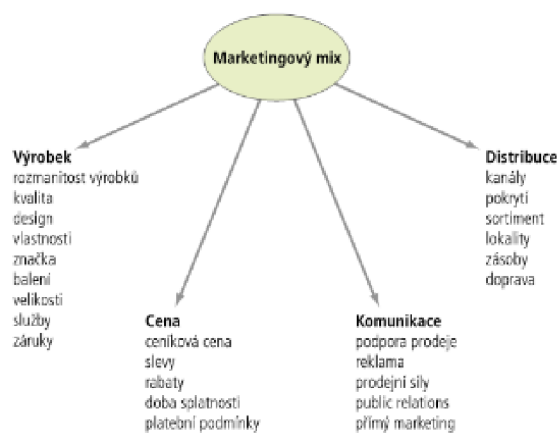 Marketingový mix
Výrobek
rozmanitost výrobků
kvalita
design
vlastnosti
značka
balení
velikosti
služby
záruky
Cena
ceníková cena
slevy
rabaty
doba splatnosti
platební podmínky
Komunikace
podpora prodeje
reklama
prodejní síly
public relations
přímý marketing
Distribuce
kanály
pokrytí
sortiment
lokality
zásoby
doprava